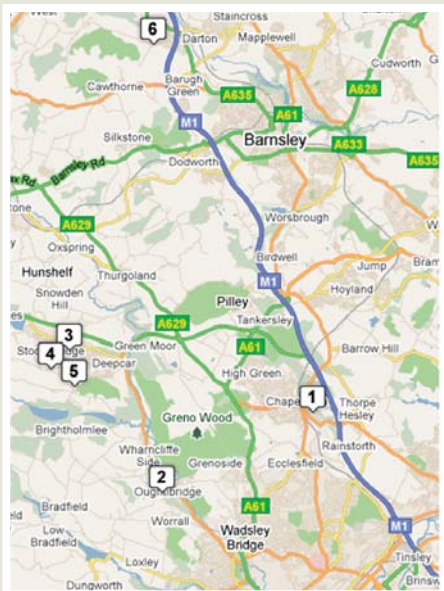 Staincross
6
Darton
Mapplewell
Cudworth
Barugh
Green
Cawthorne
A635
A628
A61
M1
Silkstone
Barnsley
A633
A635
Barnsley Rd
Dodworth
Rd
A629
Worsbrough
Oxspring
Birdwell
Hunshelf
Thurgoland
M1
Jump
Snowden
Hill
Pilley
Hoyland
3
A629
Tankersley
4
Green Moor
A61
Barrow Hill
5
Deepcar
High Green
1
Thorpe
Hesley
Greno Wood
Brightholmlee
Rainstorth
Wharncliffe
Side
Grenoside
Ecclesfield
2
Oughtibridge
Bradfield
A61
Worrall
Low
Bradfield
Wadsley
Bridge
M1
Loxley
Tinsley
Dungworth